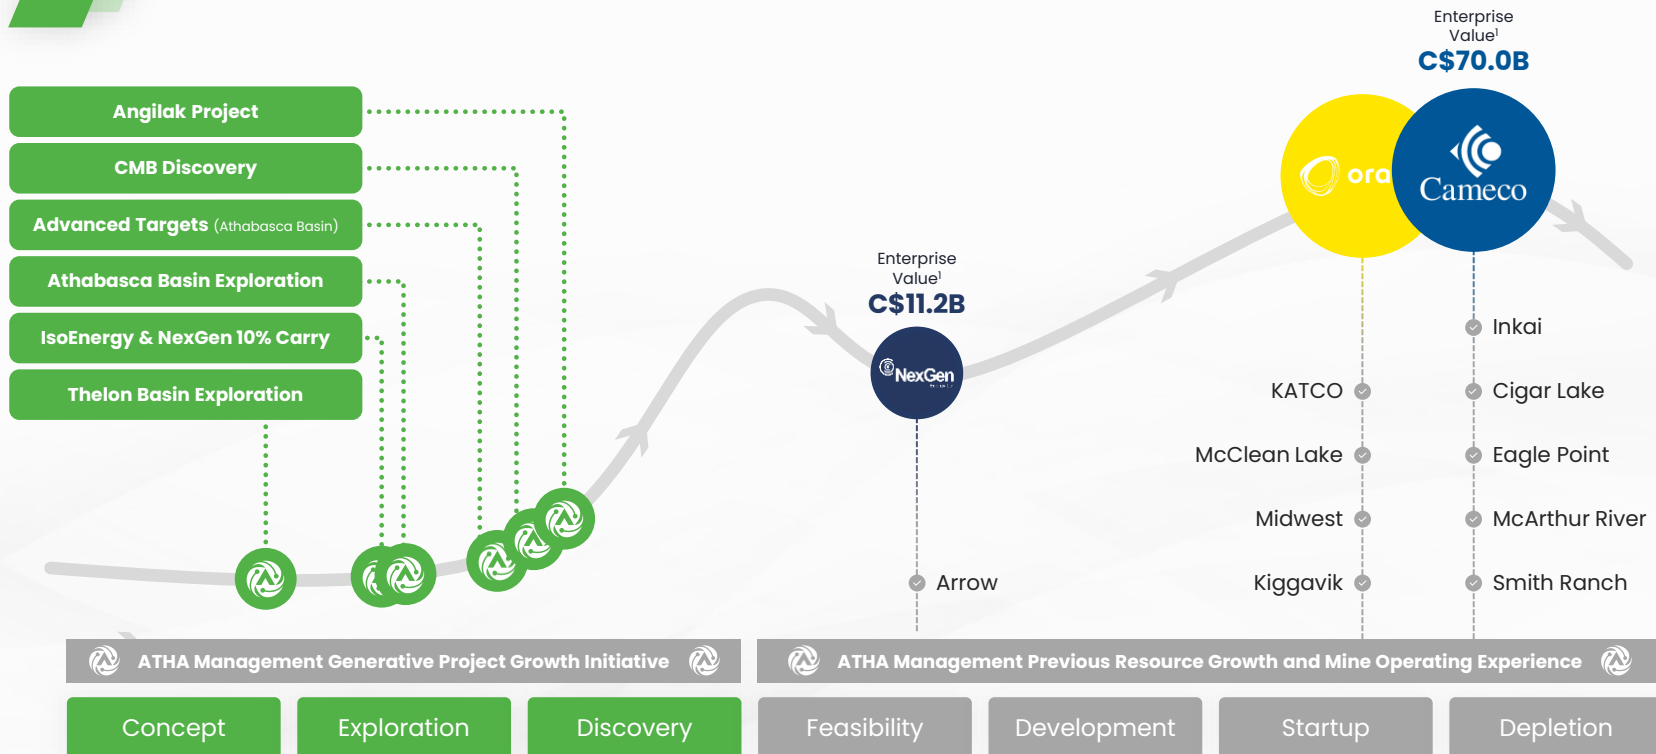 Enterprise
Value¹
C$70.0B
Angilak Project
CMB Discovery
Advanced Targets (Athabasca Basin)
Athabasca Basin Exploration
IsoEnergy & NexGen 10% Carry
Thelon Basin Exploration
Enterprise
Value¹
C$11.2B
NexGen
ora
Cameco
Inkai
KATCO
Cigar Lake
McClean Lake
Eagle Point
Midwest
McArthur River
Arrow
Kiggavik
Smith Ranch
ATHA Management Generative Project Growth Initiative
ATHA Management Previous Resource Growth and Mine Operating Experience
Concept
Exploration
Discovery
Feasibility
Development
Startup
Depletion